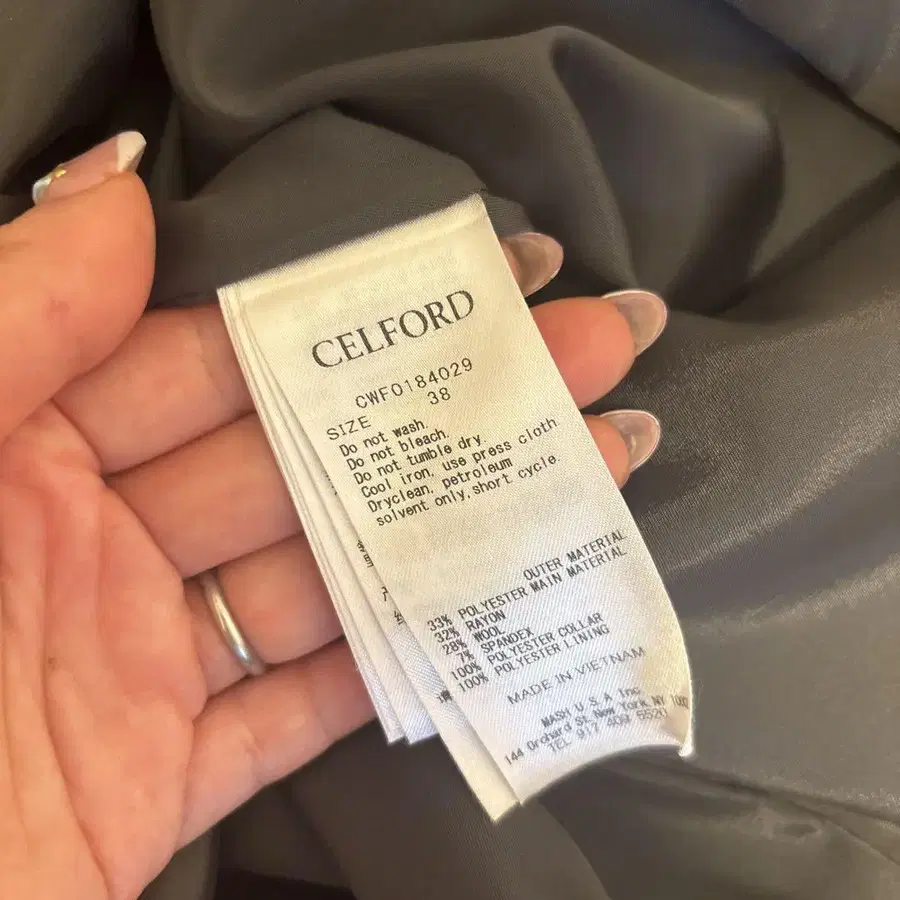 CELFORD
CWFO184029
SIZE 38
Do not wash.
Do not bleach.
Do not tumble dry.
Cool iron, use press cloth
Dryclean, petroleum
solvent only, short cycle.
OUTER MATERIAL
33% POLYESTER MAIN MATERIAL
32% RAYON
28% WOOL
7% SPANDEX
100% POLYESTER COLLAR
100% POLYESTER LINING
MADE IN VIETNAM
MASH U.S.A Inc.
144 Orchard St, New York, NY
TEL 917 409 5520